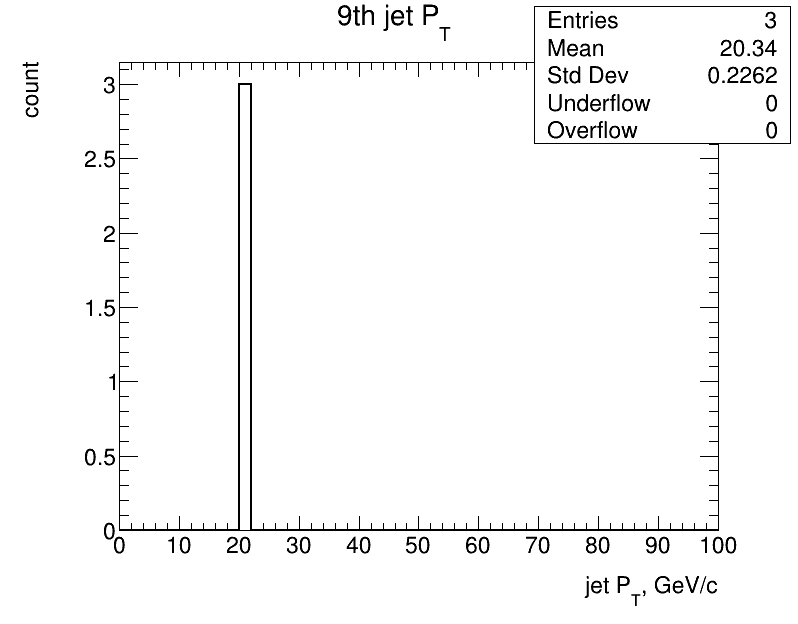 9th jet P_T
Entries 3
Mean 20.34
Std Dev 0.2262
Underflow 0
Overflow 0
count
3
2.5
2
1.5
1
0.5
0
0 10 20 30 40 50 60 70 80 90 100
jet P_T, GeV/c